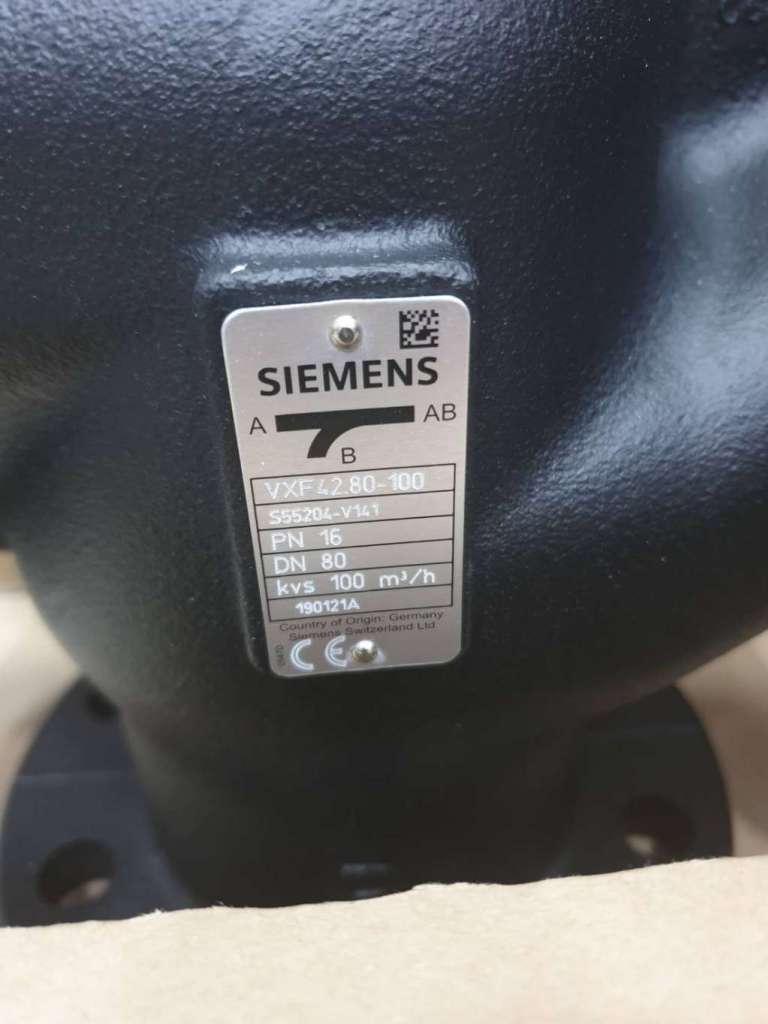 SIEMENS
A AB
B
VXF42.80-100
S55204-V141
PN 16
DN 80
kvs 100 m³/h
190121A
Country of Origin: Germany
Siemens Switzerland Ltd.
CE